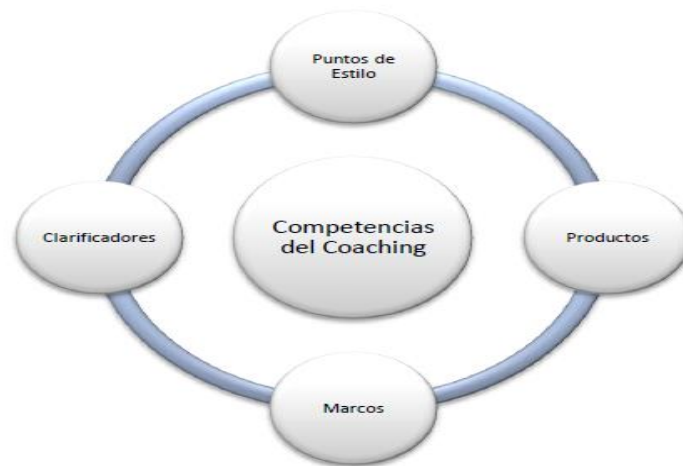 Puntos de
Estilo
Clarificadores
Competencias
del Coaching
Productos
Marcos